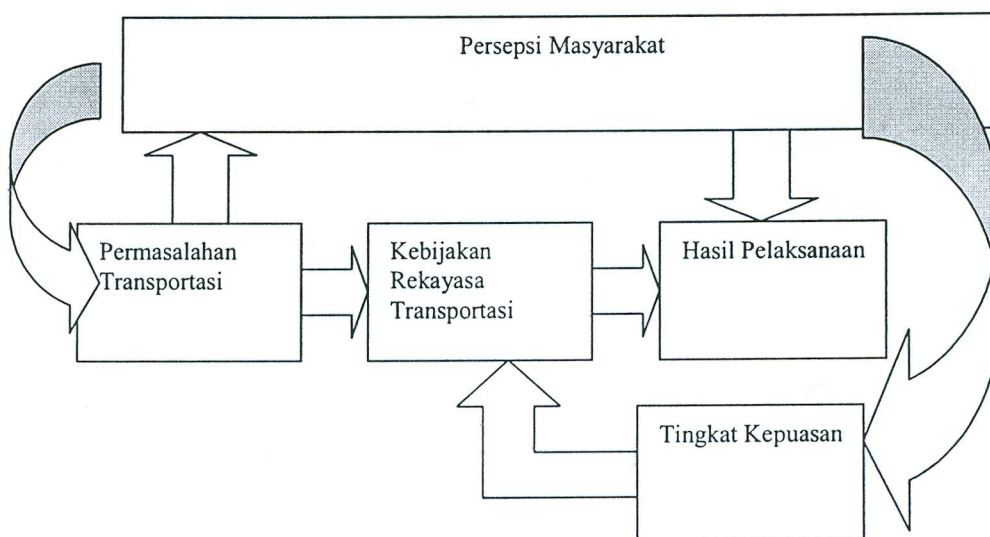 Persepsi Masyarakat
Permasalahan
Transportasi
Kebijakan
Rekayasa
Transportasi
Hasil Pelaksanaan
Tingkat Kepuasan